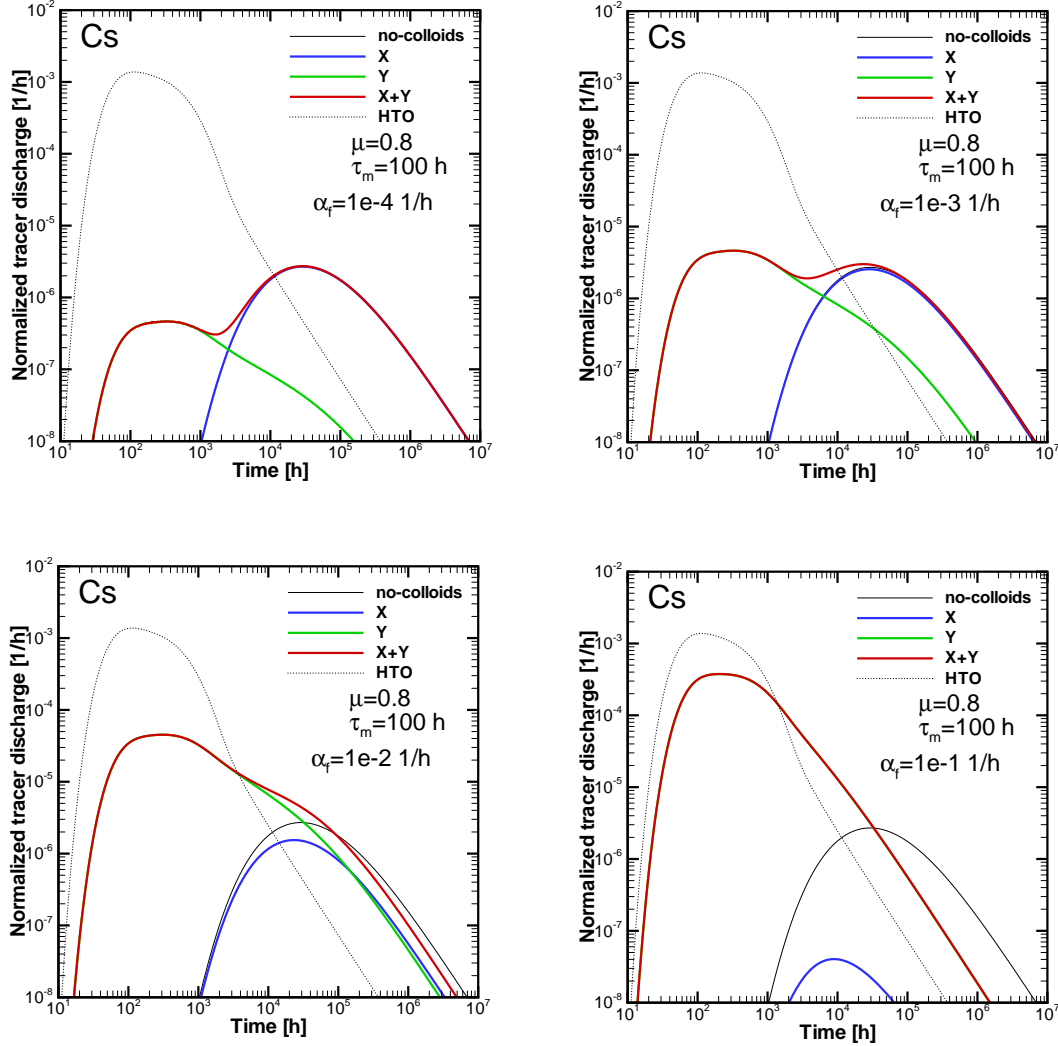 Cs
no-colloids
X
Y
X+Y
HTO
μ=0.8
τm=100 h
αf=1e-4 1/h
Normalized tracer discharge [1/h]
10-2
10-3
10-4
10-5
10-6
10-7
10-8
101 102 103 104 105 106 107
Time [h]
Cs
no-colloids
X
Y
X+Y
HTO
μ=0.8
τm=100 h
αf=1e-3 1/h
Normalized tracer discharge [1/h]
10-2
10-3
10-4
10-5
10-6
10-7
10-8
101 102 103 104 105 106 107
Time [h]
Cs
no-colloids
X
Y
X+Y
HTO
μ=0.8
τm=100 h
αf=1e-2 1/h
Normalized tracer discharge [1/h]
10-2
10-3
10-4
10-5
10-6
10-7
10-8
101 102 103 104 105 106 107
Time [h]
Cs
no-colloids
X
Y
X+Y
HTO
μ=0.8
τm=100 h
αf=1e-1 1/h
Normalized tracer discharge [1/h]
10-2
10-3
10-4
10-5
10-6
10-7
10-8
101 102 103 104 105 106 107
Time [h]